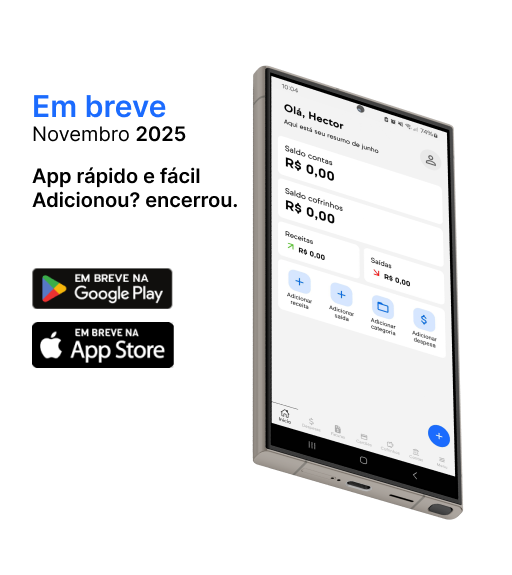 Em breve
Novembro 2025
App rápido e fácil
Adicionou? encerrou.
EM BREVE NA
Google Play
EM BREVE NA
App Store
10:04
74%
Olá, Hector
Aqui está seu resumo de junho
Saldo contas
R$ 0,00
Saldo cofrinhos
R$ 0,00
Receitas
R$ 0,00
Saídas
R$ 0,00
Adicionar receita
Adicionar saída
Adicionar categoria
Adicionar despesa
Início